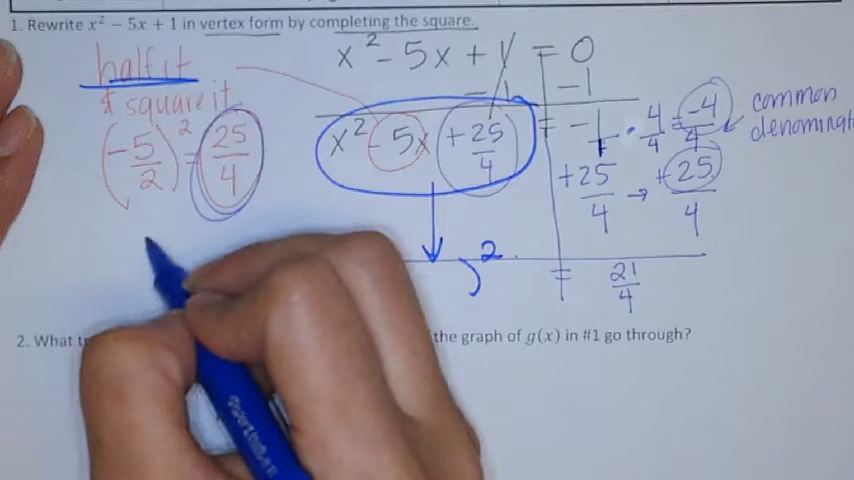 1. Rewrite x² − 5x + 1 in vertex form by completing the square.
half it
& square it
(-5/2)² = 25/4
x² - 5x + 1 = 0
- 1 - 1
x² - 5x + 25/4 = -1/1 · 4/4 = -4/4
common
+ 25/4 → + 25/4
)² = 21/4
2. What the graph of g(x) in #1 go through?